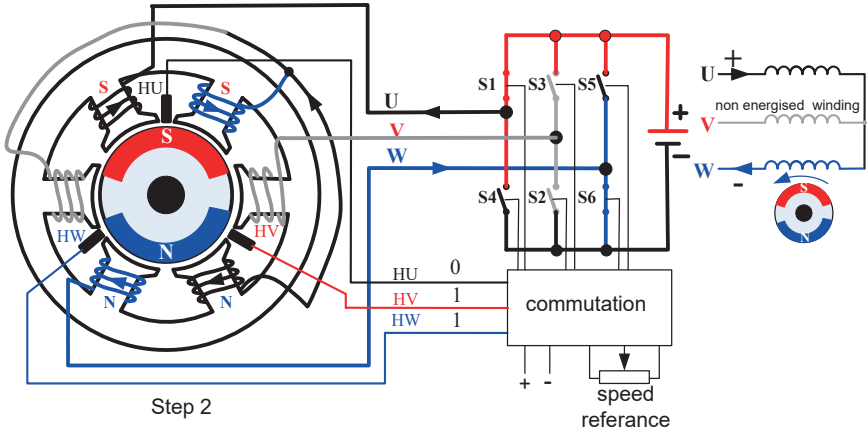 S
HU
S
S
N
HW
HV
N
N
U
V
W
S1
S3
S5
S4
S2
S6
+
-
HU 0
HV 1
HW 1
commutation
+ -
speed
referance
Step 2
U +
non energised winding
V
W -
S
N